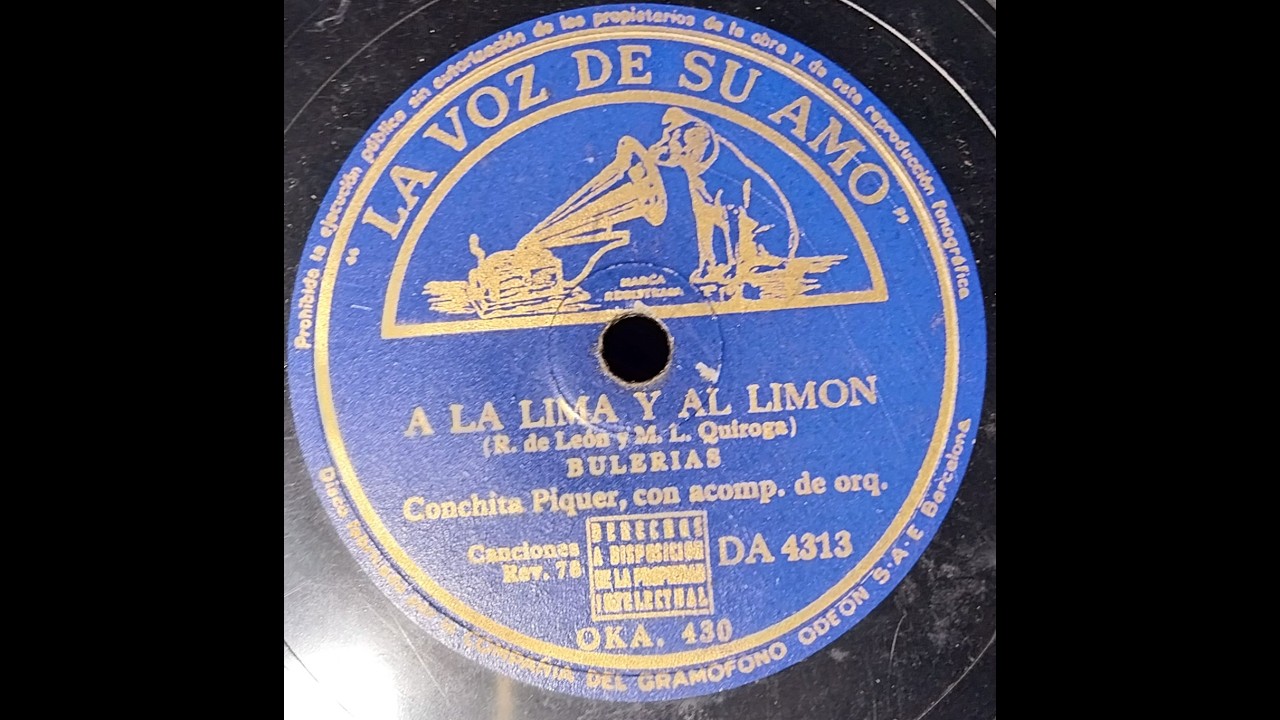 Prohibida la ejecución pública sin autorización de los propietarios de la obra y de esta reproducción fonográfica
"LA VOZ DE SU AMO"
MARCA
REGISTRADA
A LA LIMA Y AL LIMON
(R. de León y M. L. Quiroga)
BULERIAS
Conchita Piquer, con acomp. de orq.
Canciones
Rev. 78
DERECHOS
A DISPOSICION
DE LA PROPIEDAD
INTELECTUAL
DA 4313
OKA. 430
Disco COMPAÑIA DEL GRAMOFONO ODEON S·A·E Barcelona